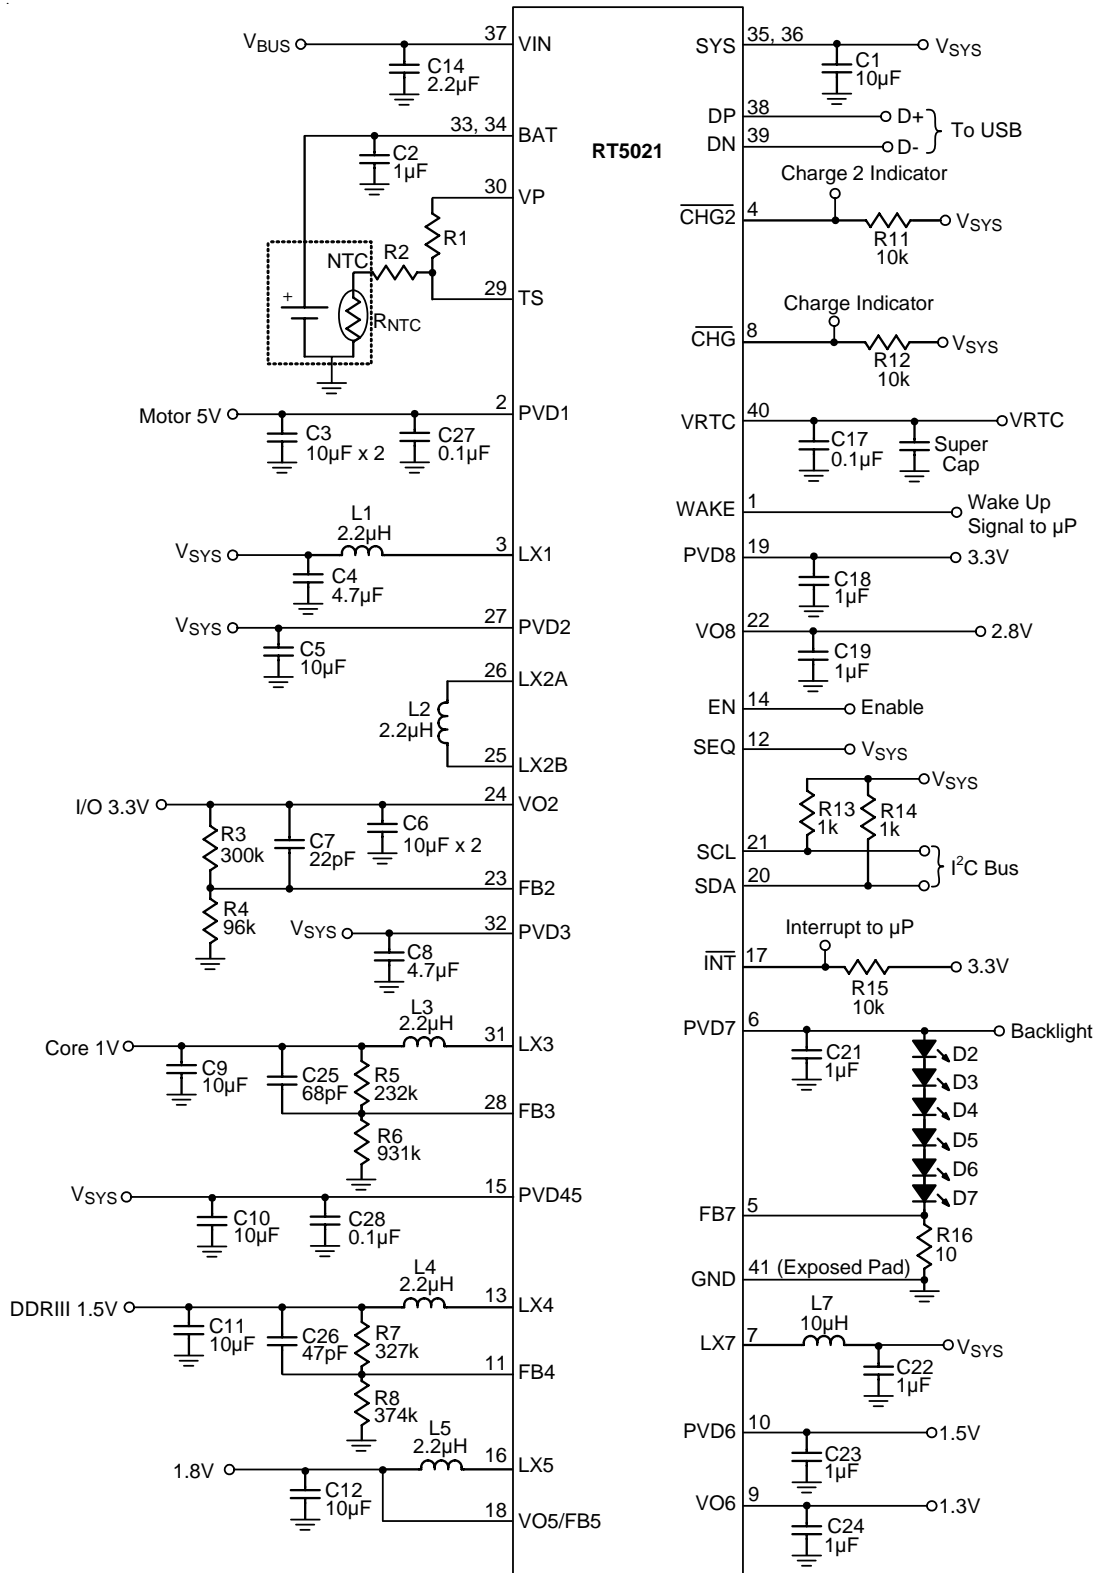 RT5021
V_BUS 37 VIN
C14
2.2µF
33, 34 BAT
C2
1µF
30 VP
R1
NTC R2
29 TS
+
R_NTC
Motor 5V 2 PVD1
C3
10µF x 2
C27
0.1µF
L1
2.2µH
V_SYS 3 LX1
C4
4.7µF
V_SYS 27 PVD2
C5
10µF
26 LX2A
L2
2.2µH
25 LX2B
I/O 3.3V 24 VO2
R3
300k
C7
22pF
C6
10µF x 2
23 FB2
R4
96k
V_SYS 32 PVD3
C8
4.7µF
L3
2.2µH
Core 1V 31 LX3
C9
10µF
C25
68pF
R5
232k
28 FB3
R6
931k
V_SYS 15 PVD45
C10
10µF
C28
0.1µF
L4
2.2µH
DDRIII 1.5V 13 LX4
C11
10µF
C26
47pF
R7
327k
11 FB4
R8
374k
L5
2.2µH
1.8V 16 LX5
C12
10µF
18 VO5/FB5
SYS 35, 36 V_SYS
C1
10µF
DP 38 D+
DN 39 D-
To USB
Charge 2 Indicator
CHG2 4 V_SYS
R11
10k
Charge Indicator
CHG 8 V_SYS
R12
10k
VRTC 40 VRTC
C17
0.1µF
Super
Cap
WAKE 1 Wake Up
Signal to µP
PVD8 19 3.3V
C18
1µF
VO8 22 2.8V
C19
1µF
EN 14 Enable
SEQ 12 V_SYS
V_SYS
R13
1k
R14
1k
SCL 21
I²C Bus
SDA 20
Interrupt to µP
INT 17 3.3V
R15
10k
PVD7 6 Backlight
C21
1µF
D2
D3
D4
D5
D6
D7
FB7 5
R16
10
GND 41 (Exposed Pad)
L7
10µH
LX7 7 V_SYS
C22
1µF
PVD6 10 1.5V
C23
1µF
VO6 9 1.3V
C24
1µF